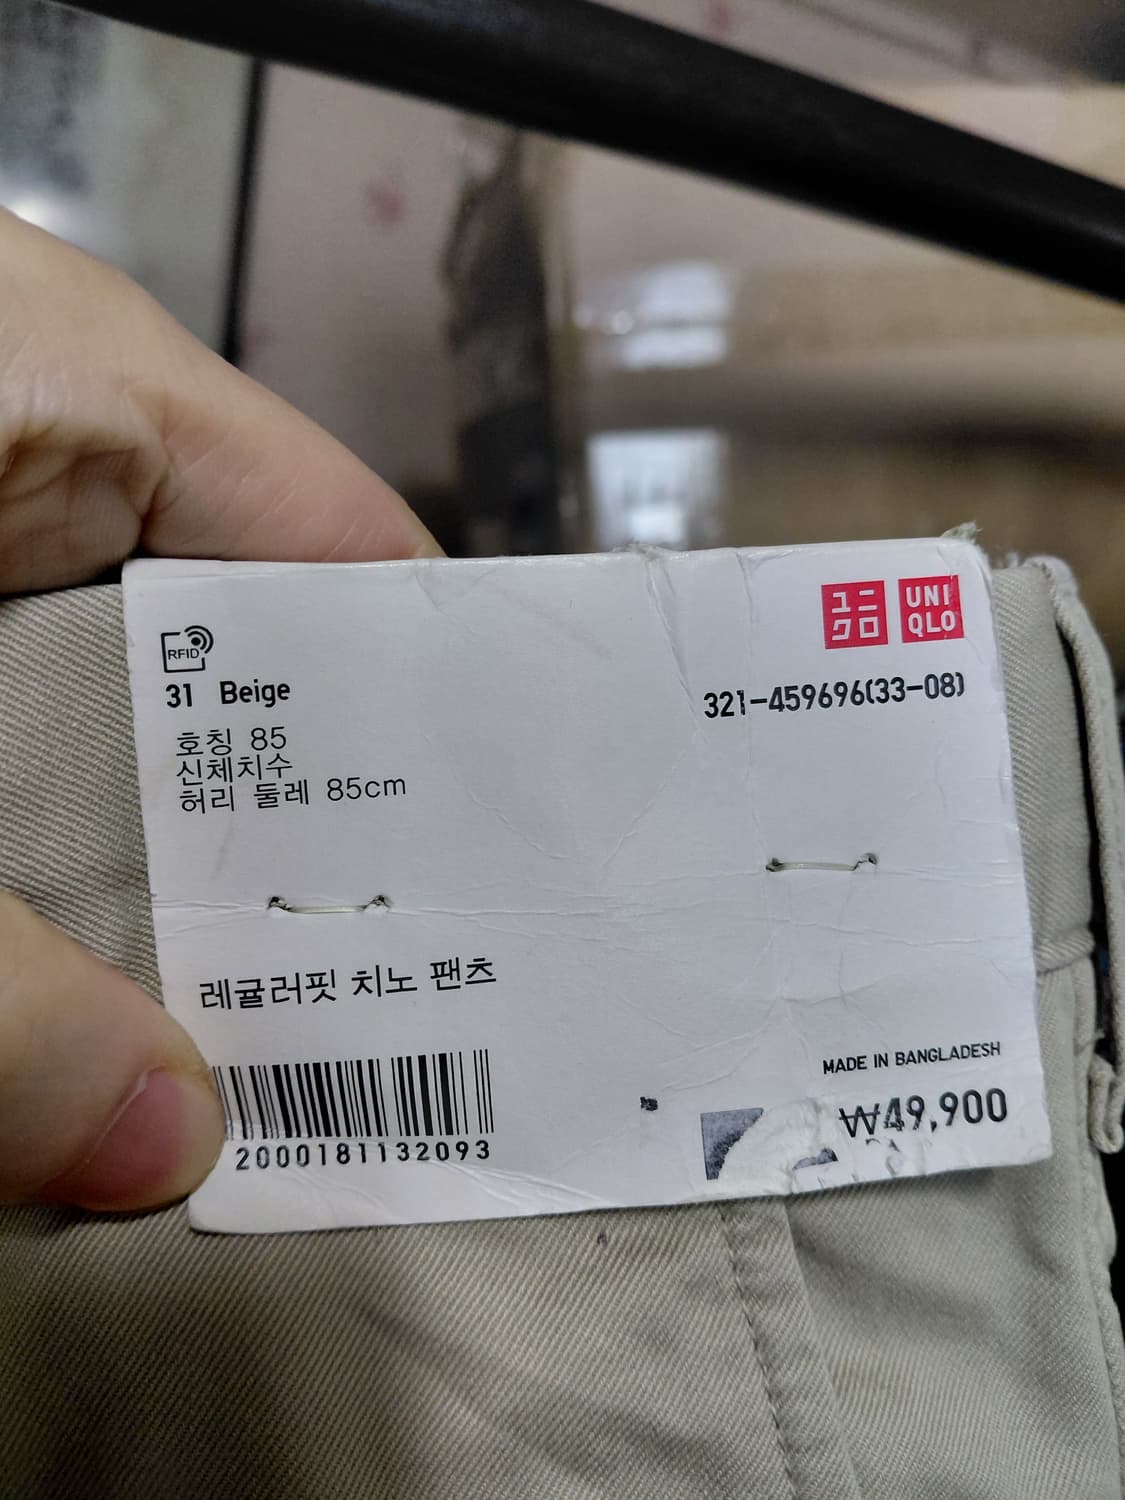 ユニ
クロ
UNI
QLO
RFID
31 Beige
321-459696(33-08)
호칭 85
신체치수
허리 둘레 85cm
레귤러핏 치노 팬츠
MADE IN BANGLADESH
₩49,900
2000181132093